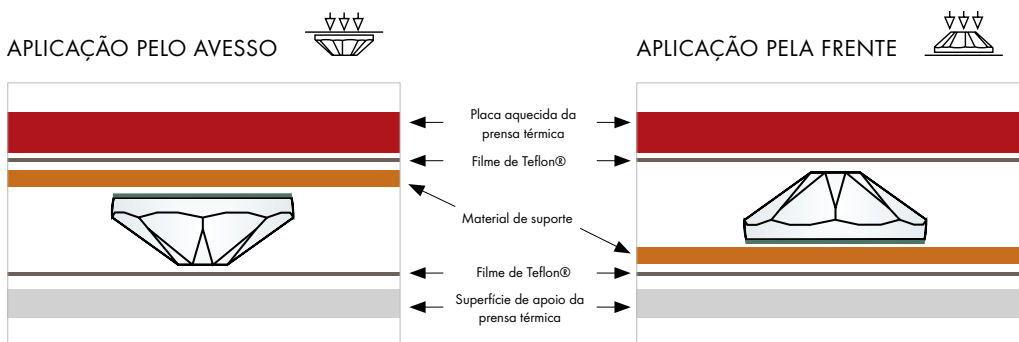 APLICAÇÃO PELO AVESSO
APLICAÇÃO PELA FRENTE
Placa aquecida da
prensa térmica
Filme de Teflon®
Material de suporte
Filme de Teflon®
Superfície de apoio da
prensa térmica